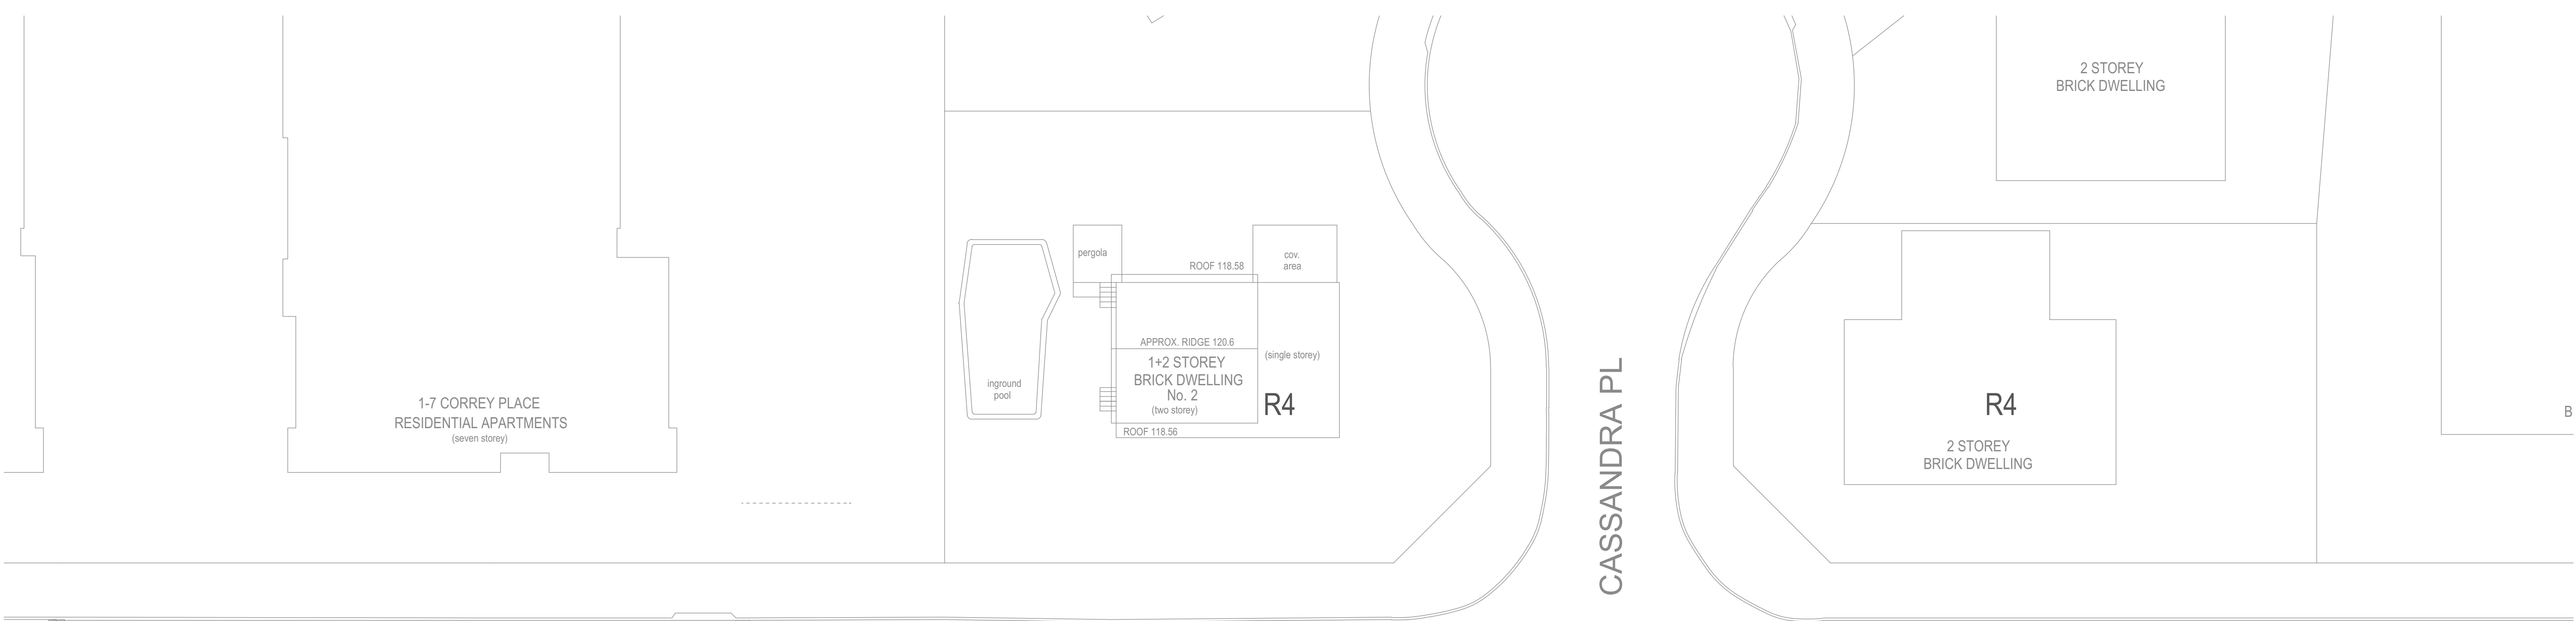 2 STOREY
BRICK DWELLING
pergola
ROOF 118.58
cov.
area
APPROX. RIDGE 120.6
(single storey)
1+2 STOREY
BRICK DWELLING
No. 2
(two storey)
R4
ROOF 118.56
inground
pool
1-7 CORREY PLACE
RESIDENTIAL APARTMENTS
(seven storey)
CASSANDRA PL
R4
2 STOREY
BRICK DWELLING
B